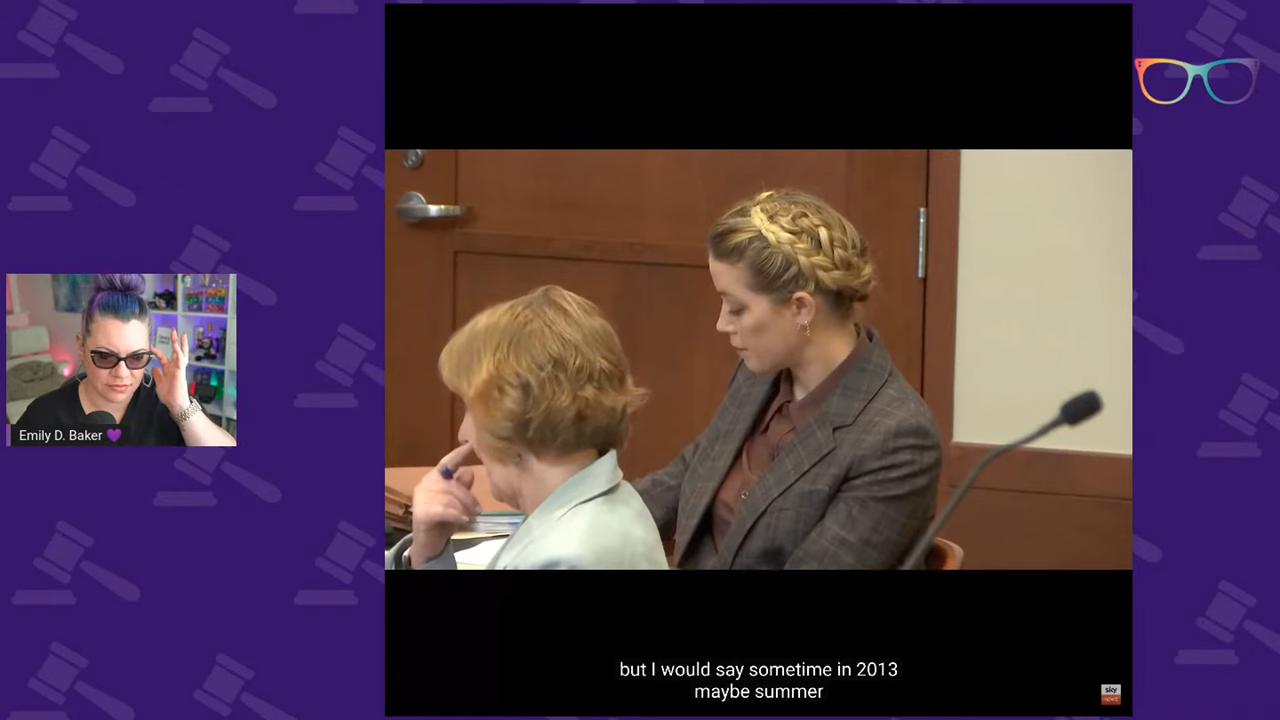 Emily D. Baker 💜
but I would say sometime in 2013
maybe summer
sky
news